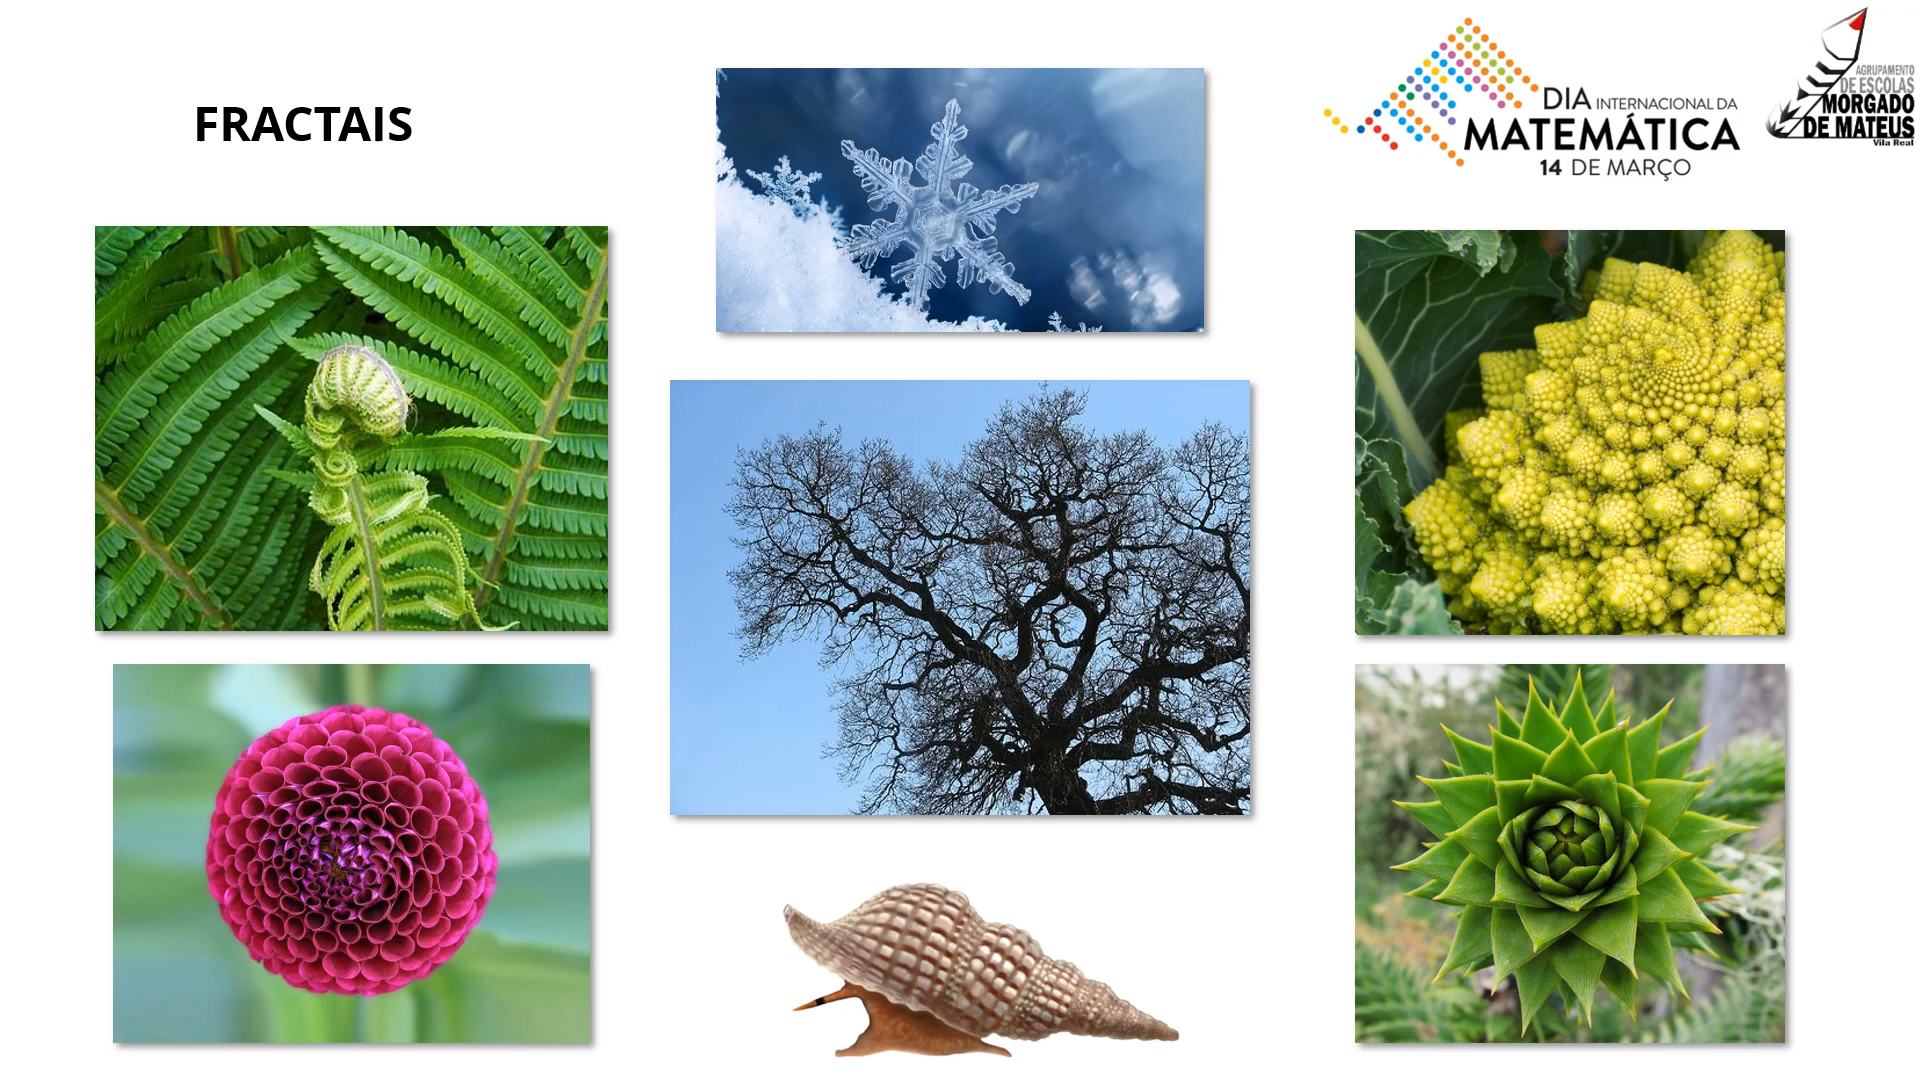 FRACTAIS
DIA INTERNACIONAL DA
MATEMÁTICA
14 DE MARÇO
AGRUPAMENTO
DE ESCOLAS
MORGADO
DE MATEUS
Vila Real